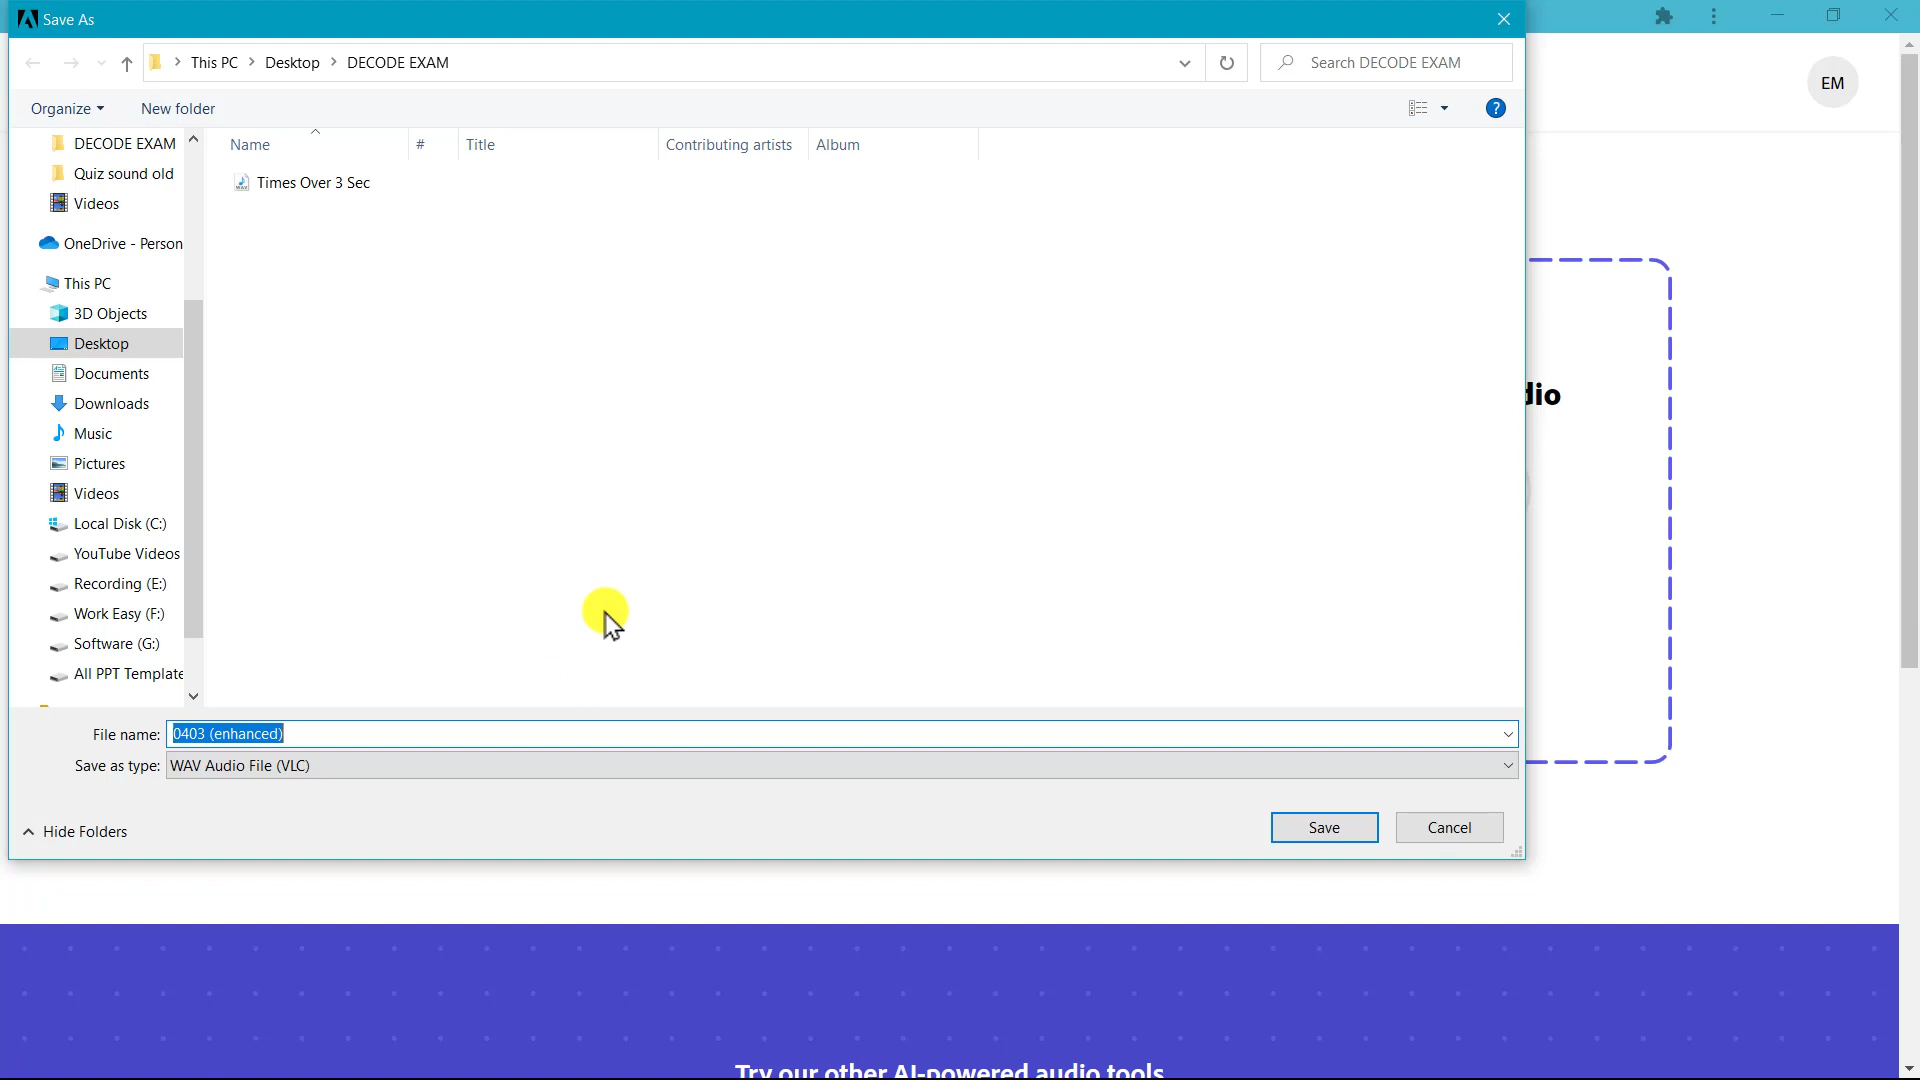 Save As
This PC
Desktop
DECODE EXAM
Search DECODE EXAM
EM
Organize
New folder
?
DECODE EXAM
Quiz sound old
Videos
OneDrive - Person
This PC
3D Objects
Desktop
Documents
Downloads
Music
Pictures
Videos
Local Disk (C:)
YouTube Videos
Recording (E:)
Work Easy (F:)
Software (G:)
All PPT Template
Name
#
Title
Contributing artists
Album
Times Over 3 Sec
dio
File name:
0403 (enhanced)
Save as type:
WAV Audio File (VLC)
Hide Folders
Save
Cancel
Try our other AI-powered audio tools